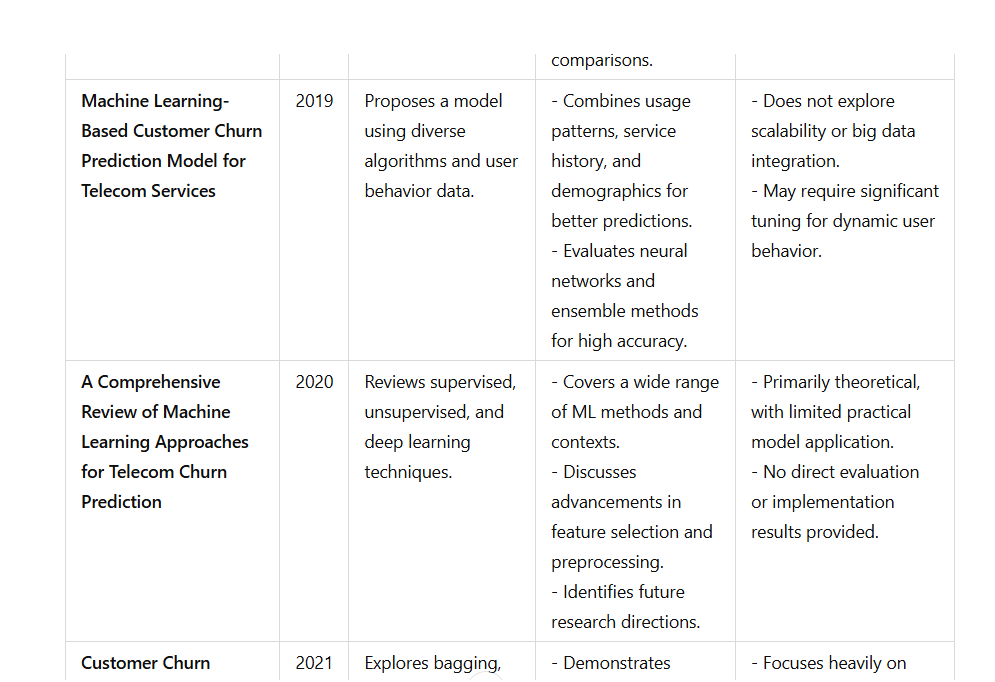 comparisons.
Machine Learning-
Based Customer Churn
Prediction Model for
Telecom Services
2019
Proposes a model
using diverse
algorithms and user
behavior data.
- Combines usage
patterns, service
history, and
demographics for
better predictions.
- Evaluates neural
networks and
ensemble methods
for high accuracy.
- Does not explore
scalability or big data
integration.
- May require significant
tuning for dynamic user
behavior.
A Comprehensive
Review of Machine
Learning Approaches
for Telecom Churn
Prediction
2020
Reviews supervised,
unsupervised, and
deep learning
techniques.
- Covers a wide range
of ML methods and
contexts.
- Discusses
advancements in
feature selection and
preprocessing.
- Identifies future
research directions.
- Primarily theoretical,
with limited practical
model application.
- No direct evaluation
or implementation
results provided.
Customer Churn
2021
Explores bagging,
- Demonstrates
- Focuses heavily on